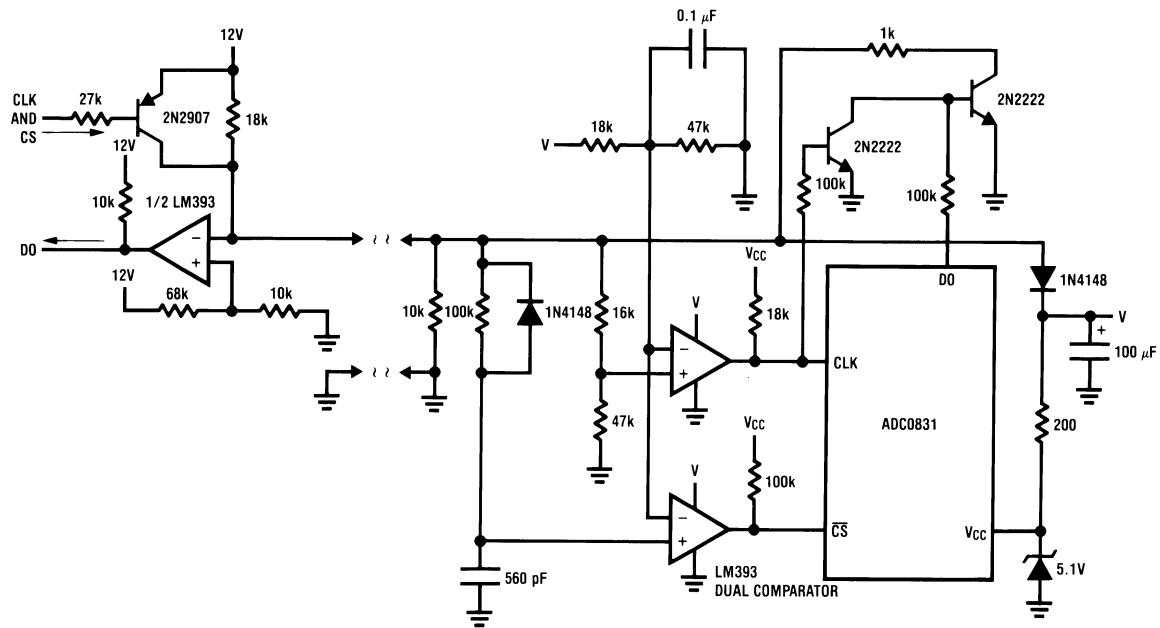 0.1 μF
1k
12V
CLK
AND
CS
27k
2N2907
18k
2N2222
18k
47k
V
2N2222
12V
10k
1/2 LM393
100k
100k
DO
~ ~
VCC
DO
1N4148
−
+
12V
68k
10k
10k
100k
1N4148
16k
V
18k
V
+
100 μF
−
+
CLK
~ ~
ADC0831
47k
VCC
200
V
100k
−
+
CS
VCC
560 pF
LM393
DUAL COMPARATOR
5.1V